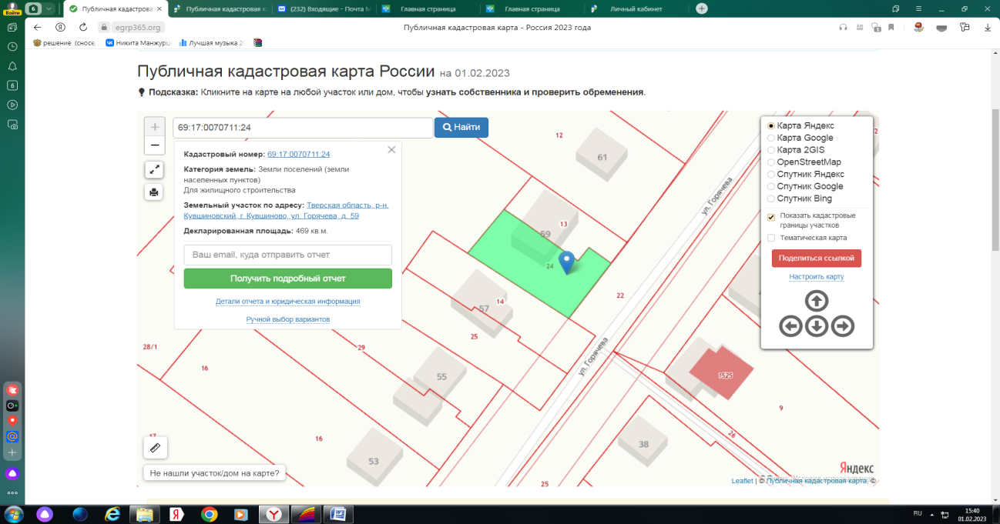 Войти
6
Публичная кадастрова
Публичная кадастровая к
(232) Входящие - Почта М
Главная страница
Главная страница
Личный кабинет
egrp365.org
Публичная кадастровая карта - Россия 2023 года
решение (сносе
Никита Манжурц
Лучшая музыка 2
6
Публичная кадастровая карта России на 01.02.2023
Подсказка: Кликните на карте на любой участок или дом, чтобы узнать собственника и проверить обременения.
+
69:17:0070711:24
Найти
−
Кадастровый номер: 69:17:0070711:24
Категория земель: Земли поселений (земли
населенных пунктов)
Для жилищного строительства
Земельный участок по адресу: Тверская область, р-н.
Кувшиновский, г. Кувшиново, ул. Горячева, д. 59
Декларированная площадь: 469 кв.м.
Ваш email, куда отправить отчет
Получить подробный отчет
Детали отчета и юридическая информация
Ручной выбор вариантов
Карта Яндекс
Карта Google
Карта 2GIS
OpenStreetMap
Спутник Яндекс
Спутник Google
Спутник Bing
Показать кадастровые
границы участков
Тематическая карта
Поделиться ссылкой
Настроить карту
12
61
ул. Горячева
13
59
24
22
14
57
25
28/1
29
16
55
ул. Горячева
1525
9
26
17
16
53
38
25
Не нашли участок/дом на карте?
Яндекс
Leaflet | © Публичная кадастровая карта, ©
RU
15:40
01.02.2023